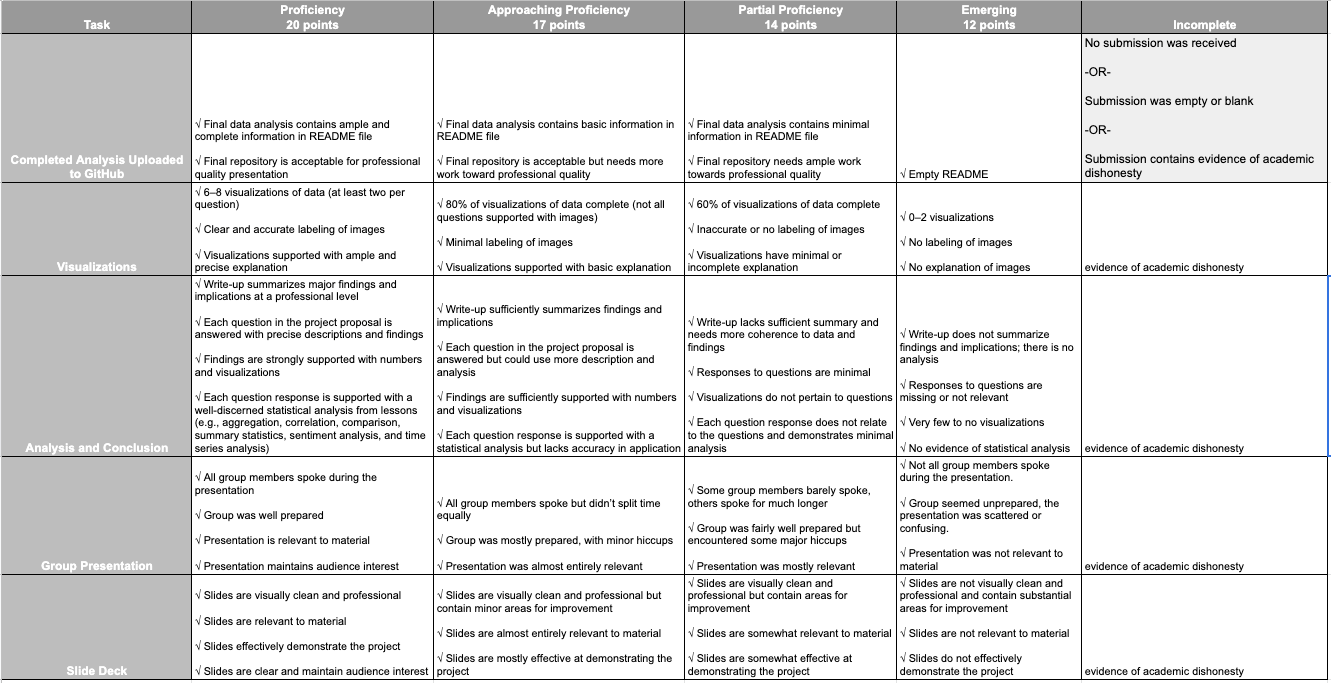 Task
Proficiency
20 points
Approaching Proficiency
17 points
Partial Proficiency
14 points
Emerging
12 points
Incomplete
Completed Analysis Uploaded
to GitHub
√ Final data analysis contains ample and
complete information in README file
√ Final repository is acceptable for professional
quality presentation
√ Final data analysis contains basic information in
README file
√ Final repository is acceptable but needs more
work toward professional quality
√ Final data analysis contains minimal
information in README file
√ Final repository needs ample work
towards professional quality
√ Empty README
No submission was received
-OR-
Submission was empty or blank
-OR-
Submission contains evidence of academic
dishonesty
Visualizations
√ 6–8 visualizations of data (at least two per
question)
√ Clear and accurate labeling of images
√ Visualizations supported with ample and
precise explanation
√ 80% of visualizations of data complete (not all
questions supported with images)
√ Minimal labeling of images
√ Visualizations supported with basic explanation
√ 60% of visualizations of data complete
√ Inaccurate or no labeling of images
√ Visualizations have minimal or
incomplete explanation
√ 0–2 visualizations
√ No labeling of images
√ No explanation of images
evidence of academic dishonesty
Analysis and Conclusion
√ Write-up summarizes major findings and
implications at a professional level
√ Each question in the project proposal is
answered with precise descriptions and findings
√ Findings are strongly supported with numbers
and visualizations
√ Each question response is supported with a
well-discerned statistical analysis from lessons
(e.g., aggregation, correlation, comparison,
summary statistics, sentiment analysis, and time
series analysis)
√ Write-up sufficiently summarizes findings and
implications
√ Each question in the project proposal is
answered but could use more description and
analysis
√ Findings are sufficiently supported with numbers
and visualizations
√ Each question response is supported with a
statistical analysis but lacks accuracy in application
√ Write-up lacks sufficient summary and
needs more coherence to data and
findings
√ Responses to questions are minimal
√ Visualizations do not pertain to questions
√ Each question response does not relate
to the questions and demonstrates minimal
analysis
√ Write-up does not summarize
findings and implications; there is no
analysis
√ Responses to questions are
missing or not relevant
√ Very few to no visualizations
√ No evidence of statistical analysis
evidence of academic dishonesty
Group Presentation
√ All group members spoke during the
presentation
√ Group was well prepared
√ Presentation is relevant to material
√ Presentation maintains audience interest
√ All group members spoke but didn't split time
equally
√ Group was mostly prepared, with minor hiccups
√ Presentation was almost entirely relevant
√ Some group members barely spoke,
others spoke for much longer
√ Group was fairly well prepared but
encountered some major hiccups
√ Presentation was mostly relevant
√ Not all group members spoke
during the presentation.
√ Group seemed unprepared, the
presentation was scattered or
confusing.
√ Presentation was not relevant to
material
evidence of academic dishonesty
Slide Deck
√ Slides are visually clean and professional
√ Slides are relevant to material
√ Slides effectively demonstrate the project
√ Slides are clear and maintain audience interest
√ Slides are visually clean and professional but
contain minor areas for improvement
√ Slides are almost entirely relevant to material
√ Slides are mostly effective at demonstrating the
project
√ Slides are visually clean and
professional but contain areas for
improvement
√ Slides are somewhat relevant to material
√ Slides are somewhat effective at
demonstrating the project
√ Slides are not visually clean and
professional and contain substantial
areas for improvement
√ Slides are not relevant to material
√ Slides do not effectively
demonstrate the project
evidence of academic dishonesty